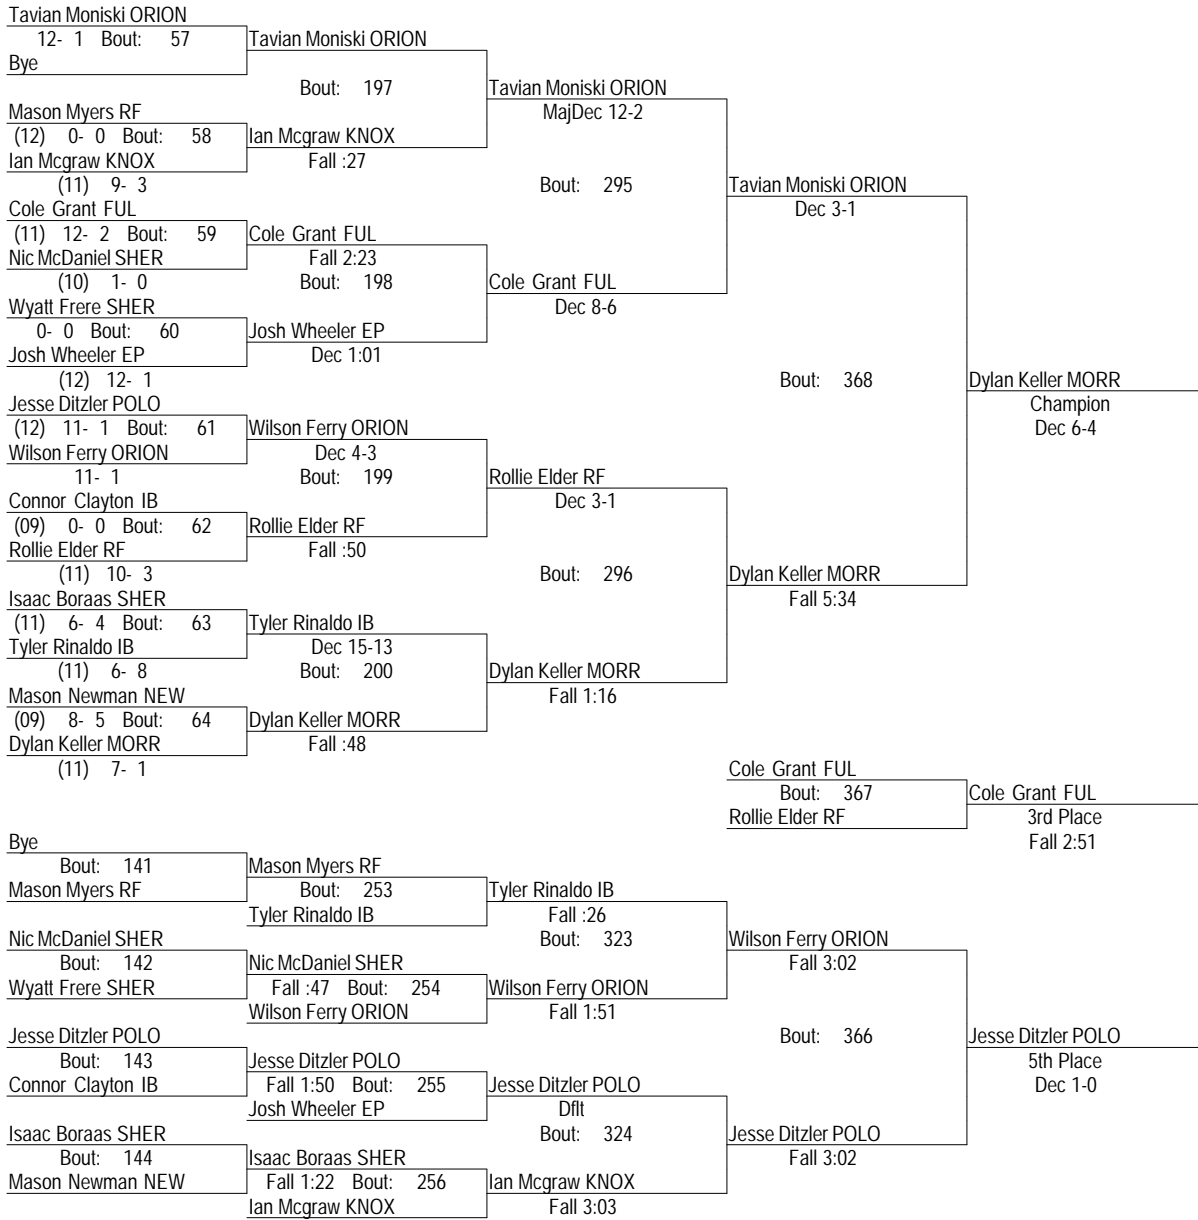 Tavian Moniski ORION
12- 1 Bout: 57
Bye
Tavian Moniski ORION
Bout: 197
Mason Myers RF
(12) 0- 0 Bout: 58
Ian Mcgraw KNOX
(11) 9- 3
Ian Mcgraw KNOX
Fall :27
Tavian Moniski ORION
MajDec 12-2
Bout: 295
Cole Grant FUL
(11) 12- 2 Bout: 59
Nic McDaniel SHER
(10) 1- 0
Cole Grant FUL
Fall 2:23
Bout: 198
Wyatt Frere SHER
0- 0 Bout: 60
Josh Wheeler EP
(12) 12- 1
Josh Wheeler EP
Dec 1:01
Cole Grant FUL
Dec 8-6
Tavian Moniski ORION
Dec 3-1
Bout: 368
Jesse Ditzler POLO
(12) 11- 1 Bout: 61
Wilson Ferry ORION
11- 1
Wilson Ferry ORION
Dec 4-3
Bout: 199
Connor Clayton IB
(09) 0- 0 Bout: 62
Rollie Elder RF
(11) 10- 3
Rollie Elder RF
Fall :50
Rollie Elder RF
Dec 3-1
Bout: 296
Isaac Boraas SHER
(11) 6- 4 Bout: 63
Tyler Rinaldo IB
(11) 6- 8
Tyler Rinaldo IB
Dec 15-13
Bout: 200
Mason Newman NEW
(09) 8- 5 Bout: 64
Dylan Keller MORR
(11) 7- 1
Dylan Keller MORR
Fall :48
Dylan Keller MORR
Fall 1:16
Dylan Keller MORR
Fall 5:34
Dylan Keller MORR
Champion
Dec 6-4
Cole Grant FUL
Bout: 367
Rollie Elder RF
Cole Grant FUL
3rd Place
Fall 2:51
Bye
Bout: 141
Mason Myers RF
Mason Myers RF
Bout: 253
Tyler Rinaldo IB
Tyler Rinaldo IB
Fall :26
Bout: 323
Nic McDaniel SHER
Bout: 142
Wyatt Frere SHER
Nic McDaniel SHER
Fall :47 Bout: 254
Wilson Ferry ORION
Wilson Ferry ORION
Fall 1:51
Wilson Ferry ORION
Fall 3:02
Bout: 366
Jesse Ditzler POLO
Bout: 143
Connor Clayton IB
Jesse Ditzler POLO
Fall 1:50 Bout: 255
Josh Wheeler EP
Jesse Ditzler POLO
Dflt
Bout: 324
Isaac Boraas SHER
Bout: 144
Mason Newman NEW
Isaac Boraas SHER
Fall 1:22 Bout: 256
Ian Mcgraw KNOX
Ian Mcgraw KNOX
Fall 3:03
Jesse Ditzler POLO
Fall 3:02
Jesse Ditzler POLO
5th Place
Dec 1-0